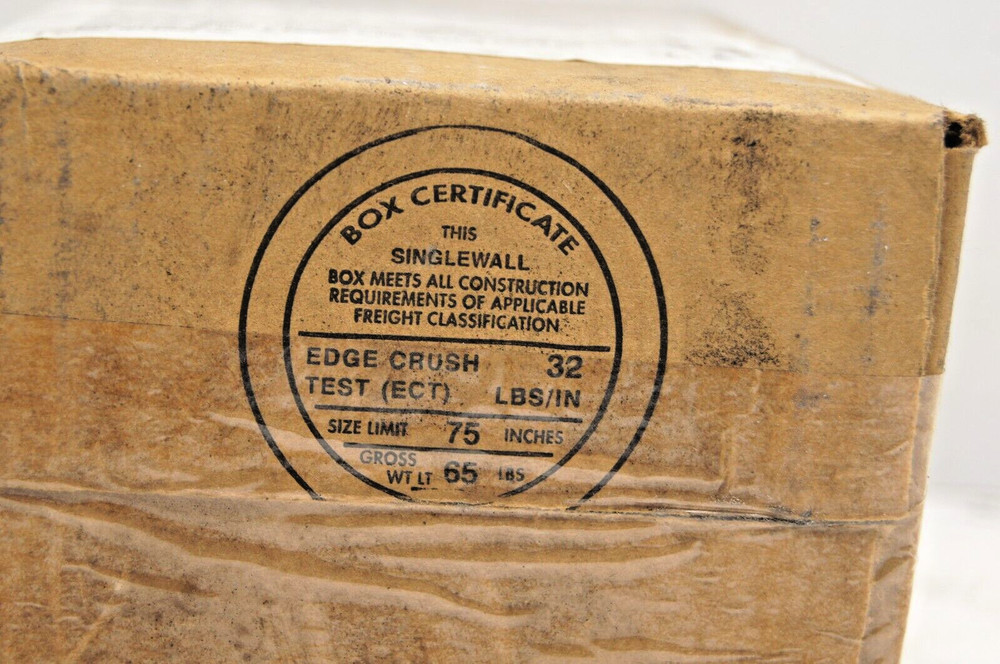 BOX CERTIFICATE
THIS
SINGLEWALL
BOX MEETS ALL CONSTRUCTION
REQUIREMENTS OF APPLICABLE
FREIGHT CLASSIFICATION
EDGE CRUSH 32
TEST (ECT) LBS/IN
SIZE LIMIT 75 INCHES
GROSS
WT LT 65 LBS